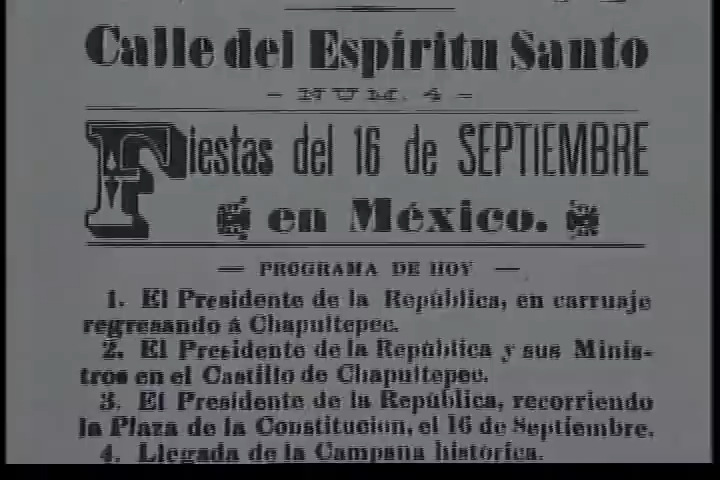 Calle del Espíritu Santo
- NUM. 4 -
Fiestas del 16 de SEPTIEMBRE
en México.
— PROGRAMA DE HOY —
1. El Presidente de la República, en carruaje
regresando á Chapultepec.
2. El Presidente de la República y sus Minis-
tros en el Castillo de Chapultepec.
3. El Presidente de la República, recorriendo
la Plaza de la Constitucion, el 16 de Septiembre.
4. Llegada de la Campana histórica.